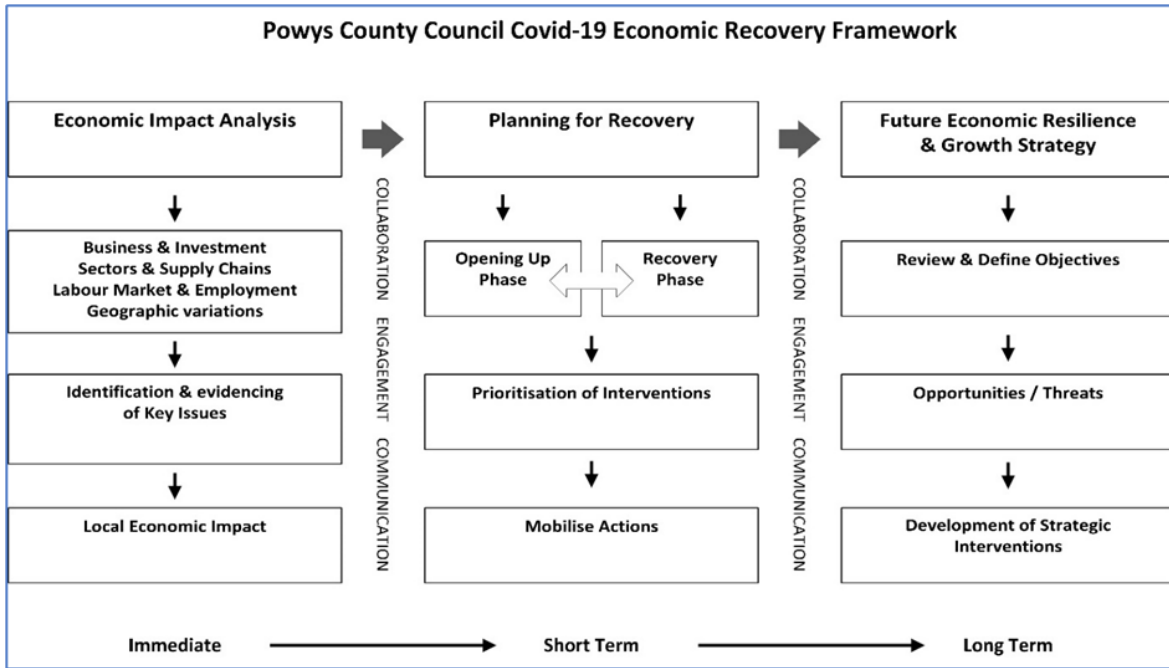 Powys County Council Covid-19 Economic Recovery Framework
Economic Impact Analysis
Business & Investment
Sectors & Supply Chains
Labour Market & Employment
Geographic variations
Identification & evidencing
of Key Issues
Local Economic Impact
COLLABORATION ENGAGEMENT COMMUNICATION
Planning for Recovery
Opening Up
Phase
Recovery
Phase
Prioritisation of Interventions
Mobilise Actions
COLLABORATION ENGAGEMENT COMMUNICATION
Future Economic Resilience
& Growth Strategy
Review & Define Objectives
Opportunities / Threats
Development of Strategic
Interventions
Immediate
Short Term
Long Term